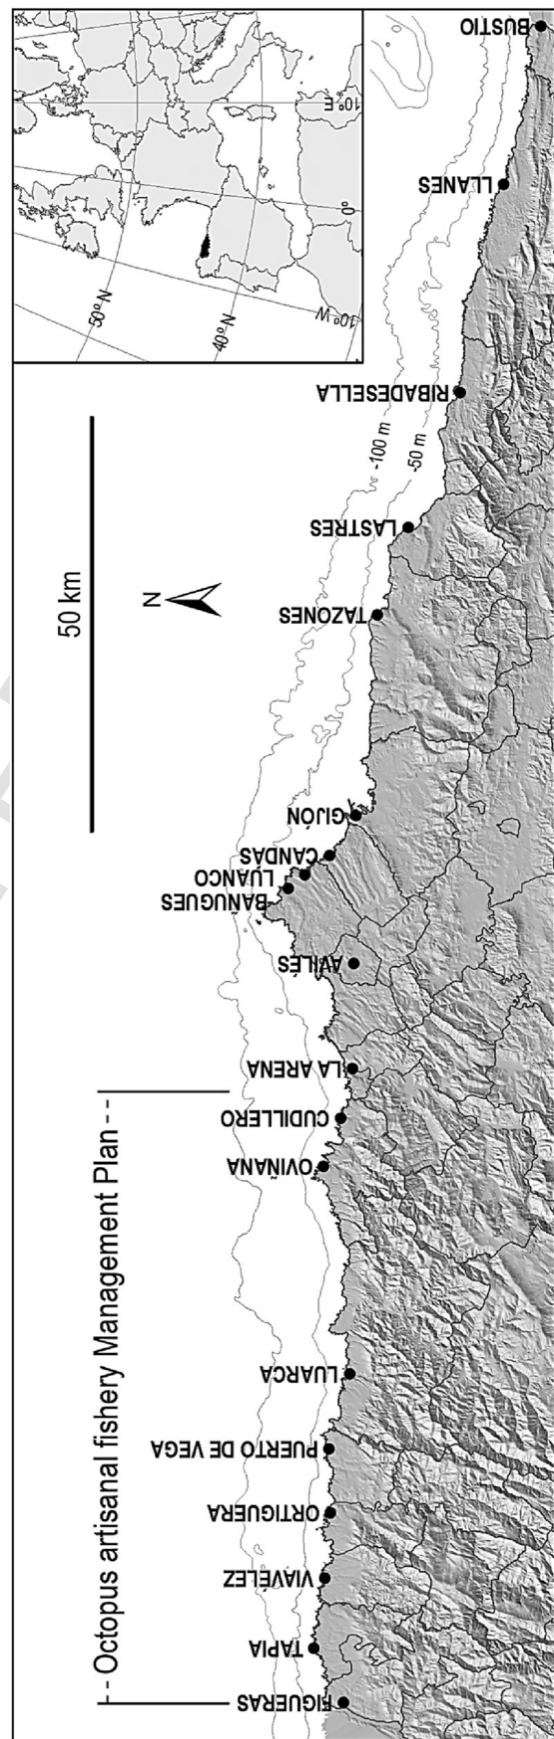 Octopus artisanal fishery Management Plan
50 km
N
50° N
40° N
10° W
0°
10° E
-100 m
-50 m
FIGUERAS
TAPIA
VIAVÉLEZ
ORTIGUERA
PUERTO DE VEGA
LUARCA
OVIÑANA
CUDILLERO
LA ARENA
AVILÉS
BAÑUGUES
LUANCO
CANDAS
GIJÓN
TAZONES
LASTRES
RIBADESELLA
LLANES
BUSTIO